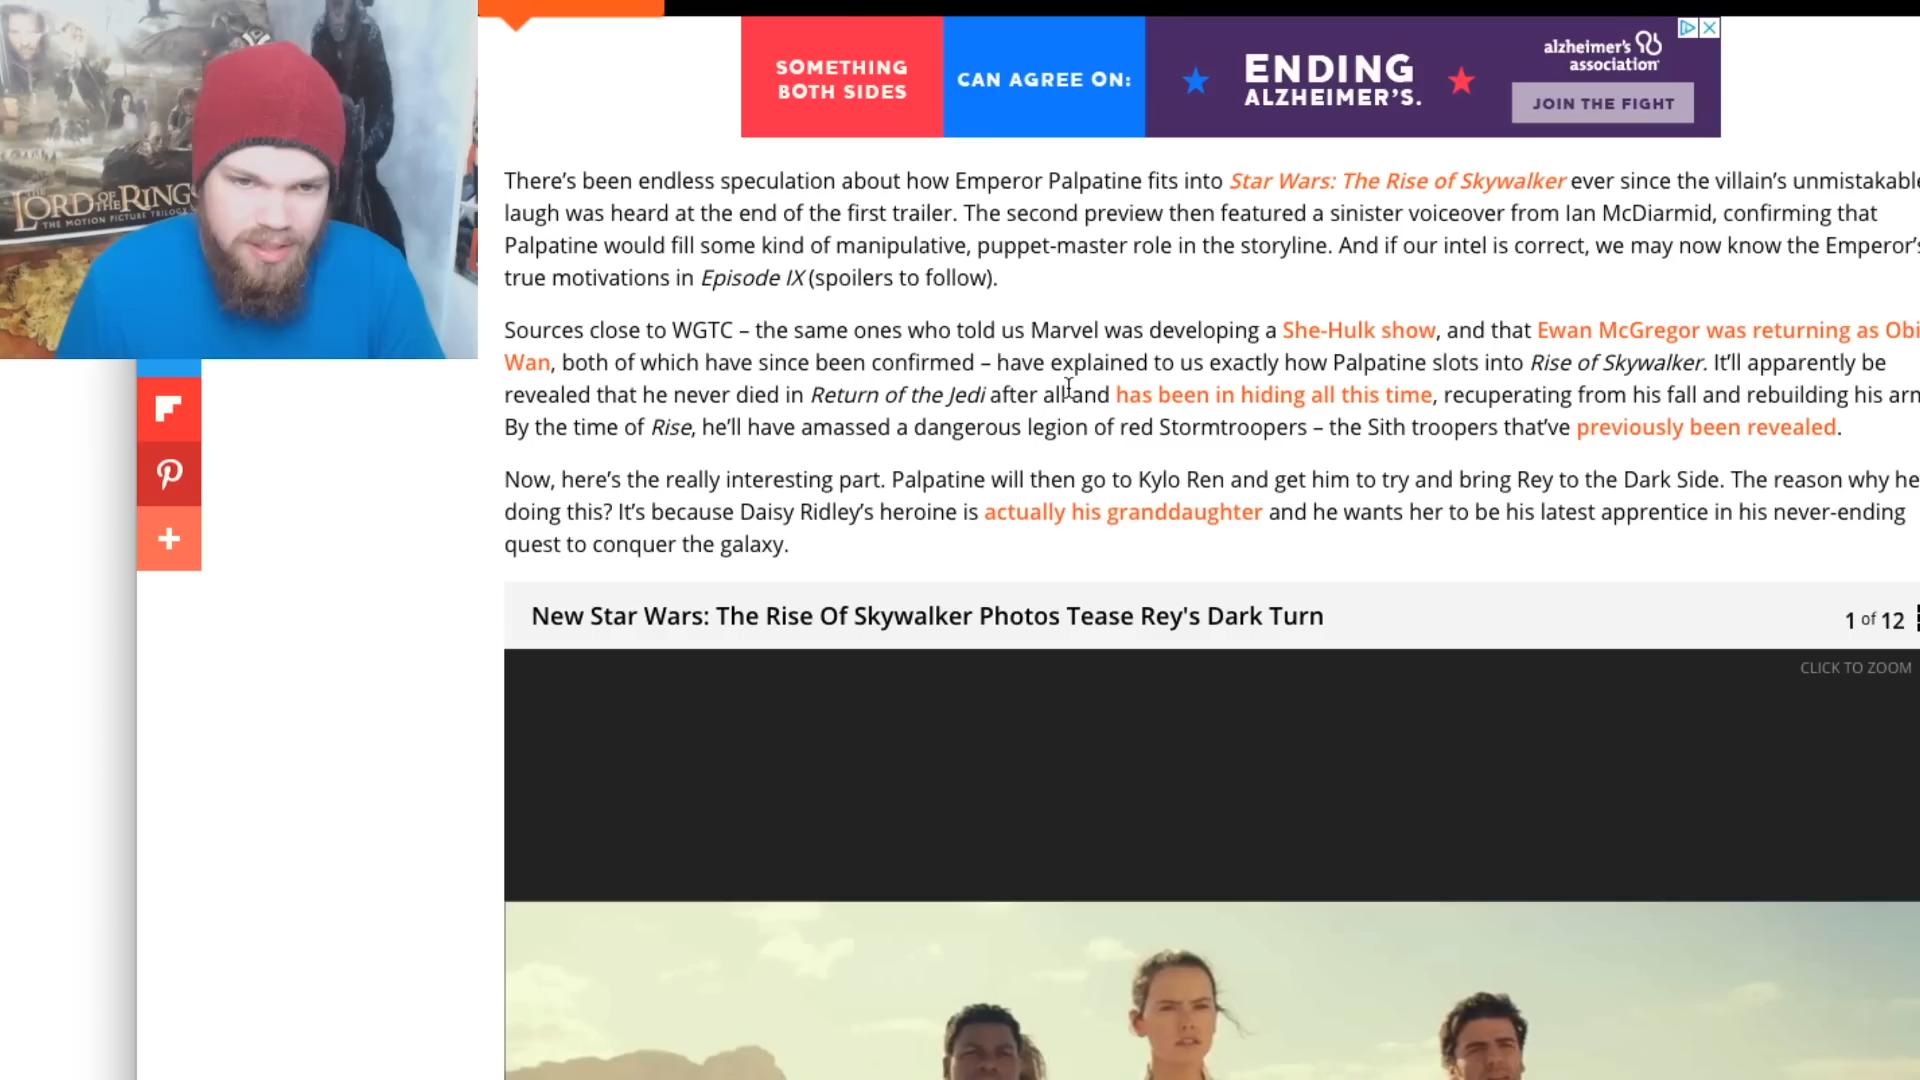 THE
LORD OF THE RINGS
THE MOTION PICTURE TRILOGY
SOMETHING
BOTH SIDES
CAN AGREE ON:
ENDING
ALZHEIMER'S.
alzheimer's
association
JOIN THE FIGHT
There's been endless speculation about how Emperor Palpatine fits into Star Wars: The Rise of Skywalker ever since the villain's unmistakable
laugh was heard at the end of the first trailer. The second preview then featured a sinister voiceover from Ian McDiarmid, confirming that
Palpatine would fill some kind of manipulative, puppet-master role in the storyline. And if our intel is correct, we may now know the Emperor's
true motivations in Episode IX (spoilers to follow).
Sources close to WGTC – the same ones who told us Marvel was developing a She-Hulk show, and that Ewan McGregor was returning as Obi
Wan, both of which have since been confirmed – have explained to us exactly how Palpatine slots into Rise of Skywalker. It'll apparently be
revealed that he never died in Return of the Jedi after all and has been in hiding all this time, recuperating from his fall and rebuilding his arm
By the time of Rise, he'll have amassed a dangerous legion of red Stormtroopers – the Sith troopers that've previously been revealed.
Now, here's the really interesting part. Palpatine will then go to Kylo Ren and get him to try and bring Rey to the Dark Side. The reason why he
doing this? It's because Daisy Ridley's heroine is actually his granddaughter and he wants her to be his latest apprentice in his never-ending
quest to conquer the galaxy.
New Star Wars: The Rise Of Skywalker Photos Tease Rey's Dark Turn
1 of 12
CLICK TO ZOOM